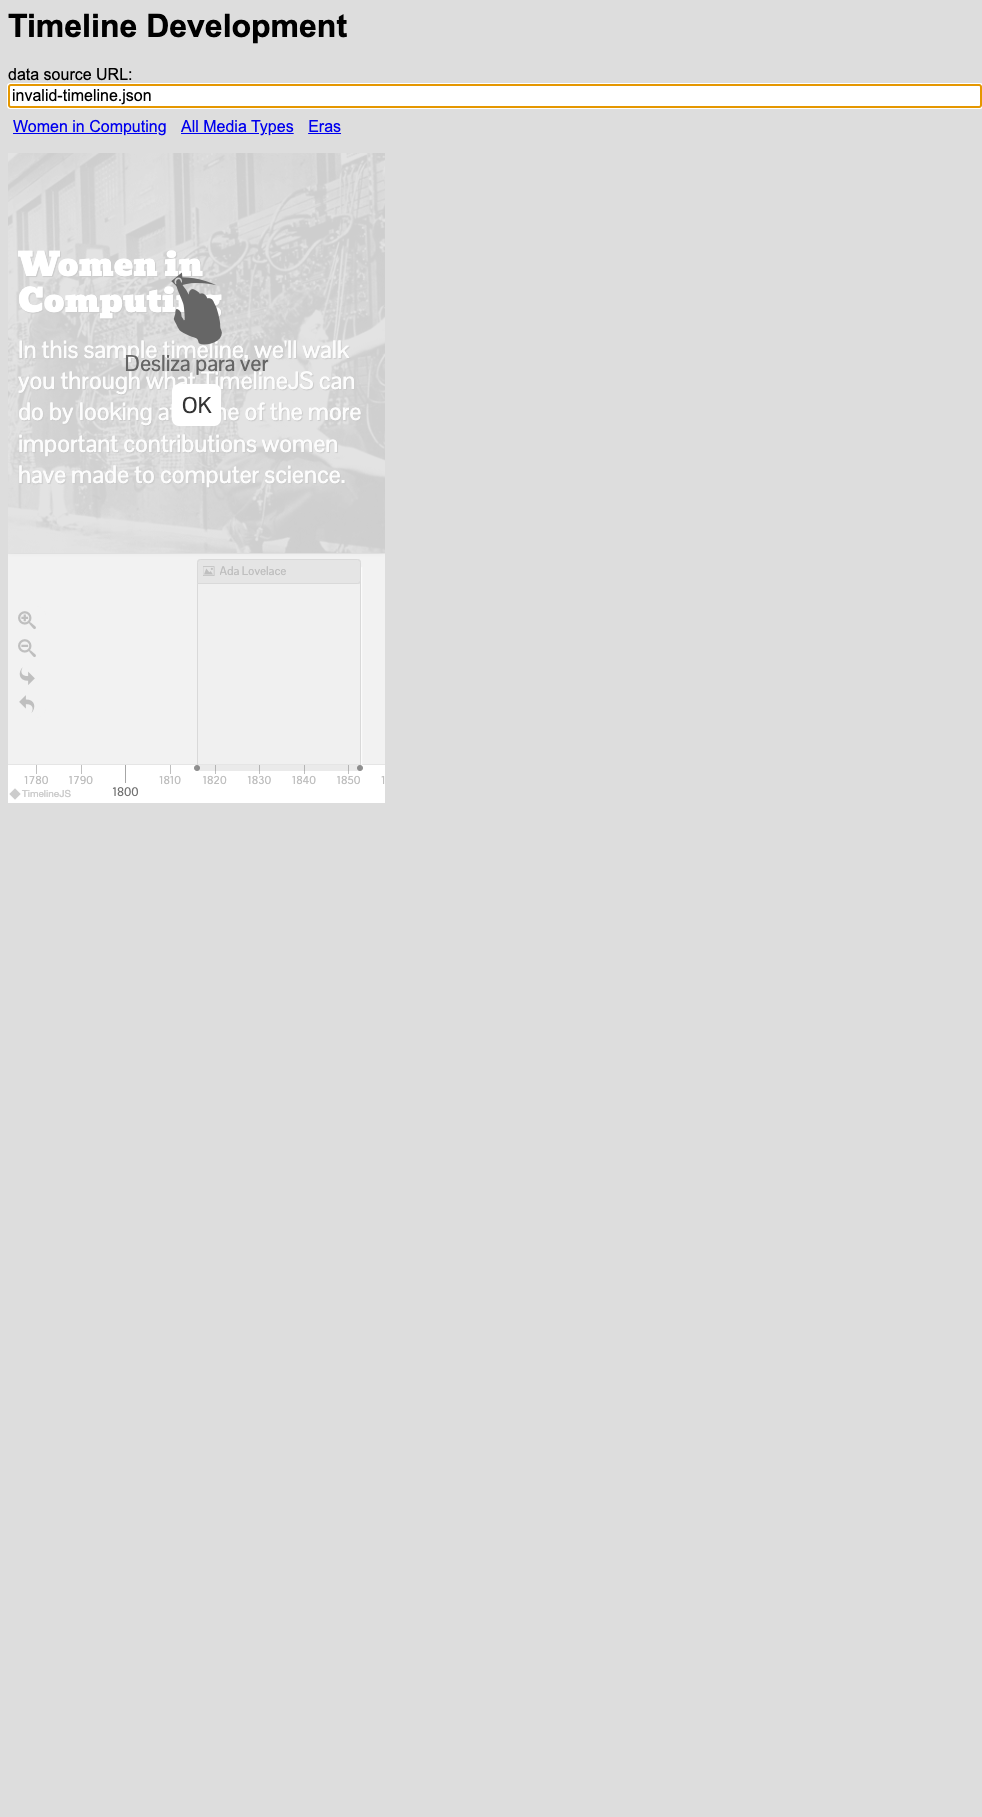 Timeline Development
data source URL:
invalid-timeline.json
Women in Computing All Media Types Eras
Women in
Computing
In this sample timeline, we'll walk
Desliza para ver
you through what TimelineJS can
OK
do by looking at of the more
important contributions women
have made to computer science.
Ada Lovelace
1780 1790 1800 1810 1820 1830 1840 1850
TimelineJS